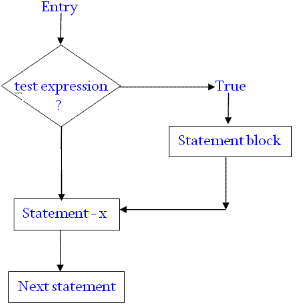 Entry
test expression
?
True
Statement block
Statement - x
Next statement